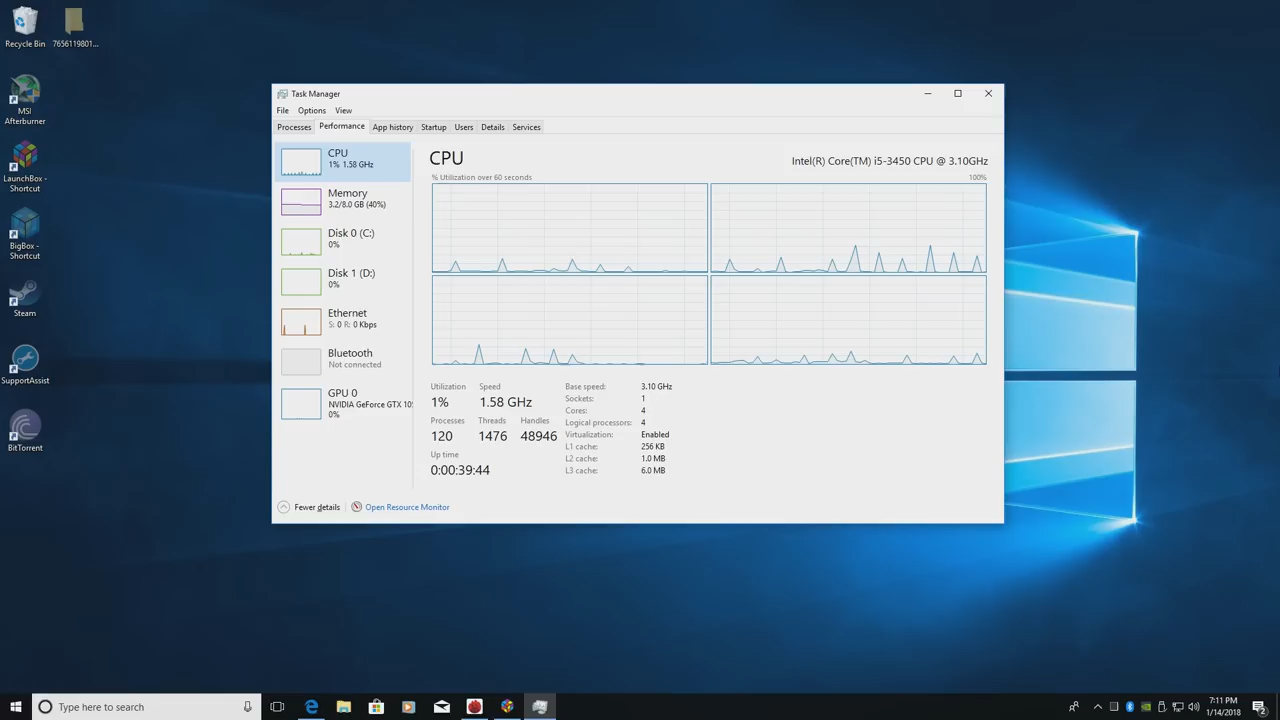 Recycle Bin
7656119801...
MSI
Afterburner
LaunchBox -
Shortcut
BigBox -
Shortcut
Steam
SupportAssist
BitTorrent
Task Manager
File Options View
Processes Performance App history Startup Users Details Services
CPU
1% 1.58 GHz
Memory
3.2/8.0 GB (40%)
Disk 0 (C:)
0%
Disk 1 (D:)
0%
Ethernet
S: 0 R: 0 Kbps
Bluetooth
Not connected
GPU 0
NVIDIA GeForce GTX 105
0%
CPU
Intel(R) Core(TM) i5-3450 CPU @ 3.10GHz
% Utilization over 60 seconds 100%
Utilization Speed
1% 1.58 GHz
Processes Threads Handles
120 1476 48946
Up time
0:00:39:44
Base speed: 3.10 GHz
Sockets: 1
Cores: 4
Logical processors: 4
Virtualization: Enabled
L1 cache: 256 KB
L2 cache: 1.0 MB
L3 cache: 6.0 MB
Fewer details Open Resource Monitor
Type here to search
7:11 PM
1/14/2018
2